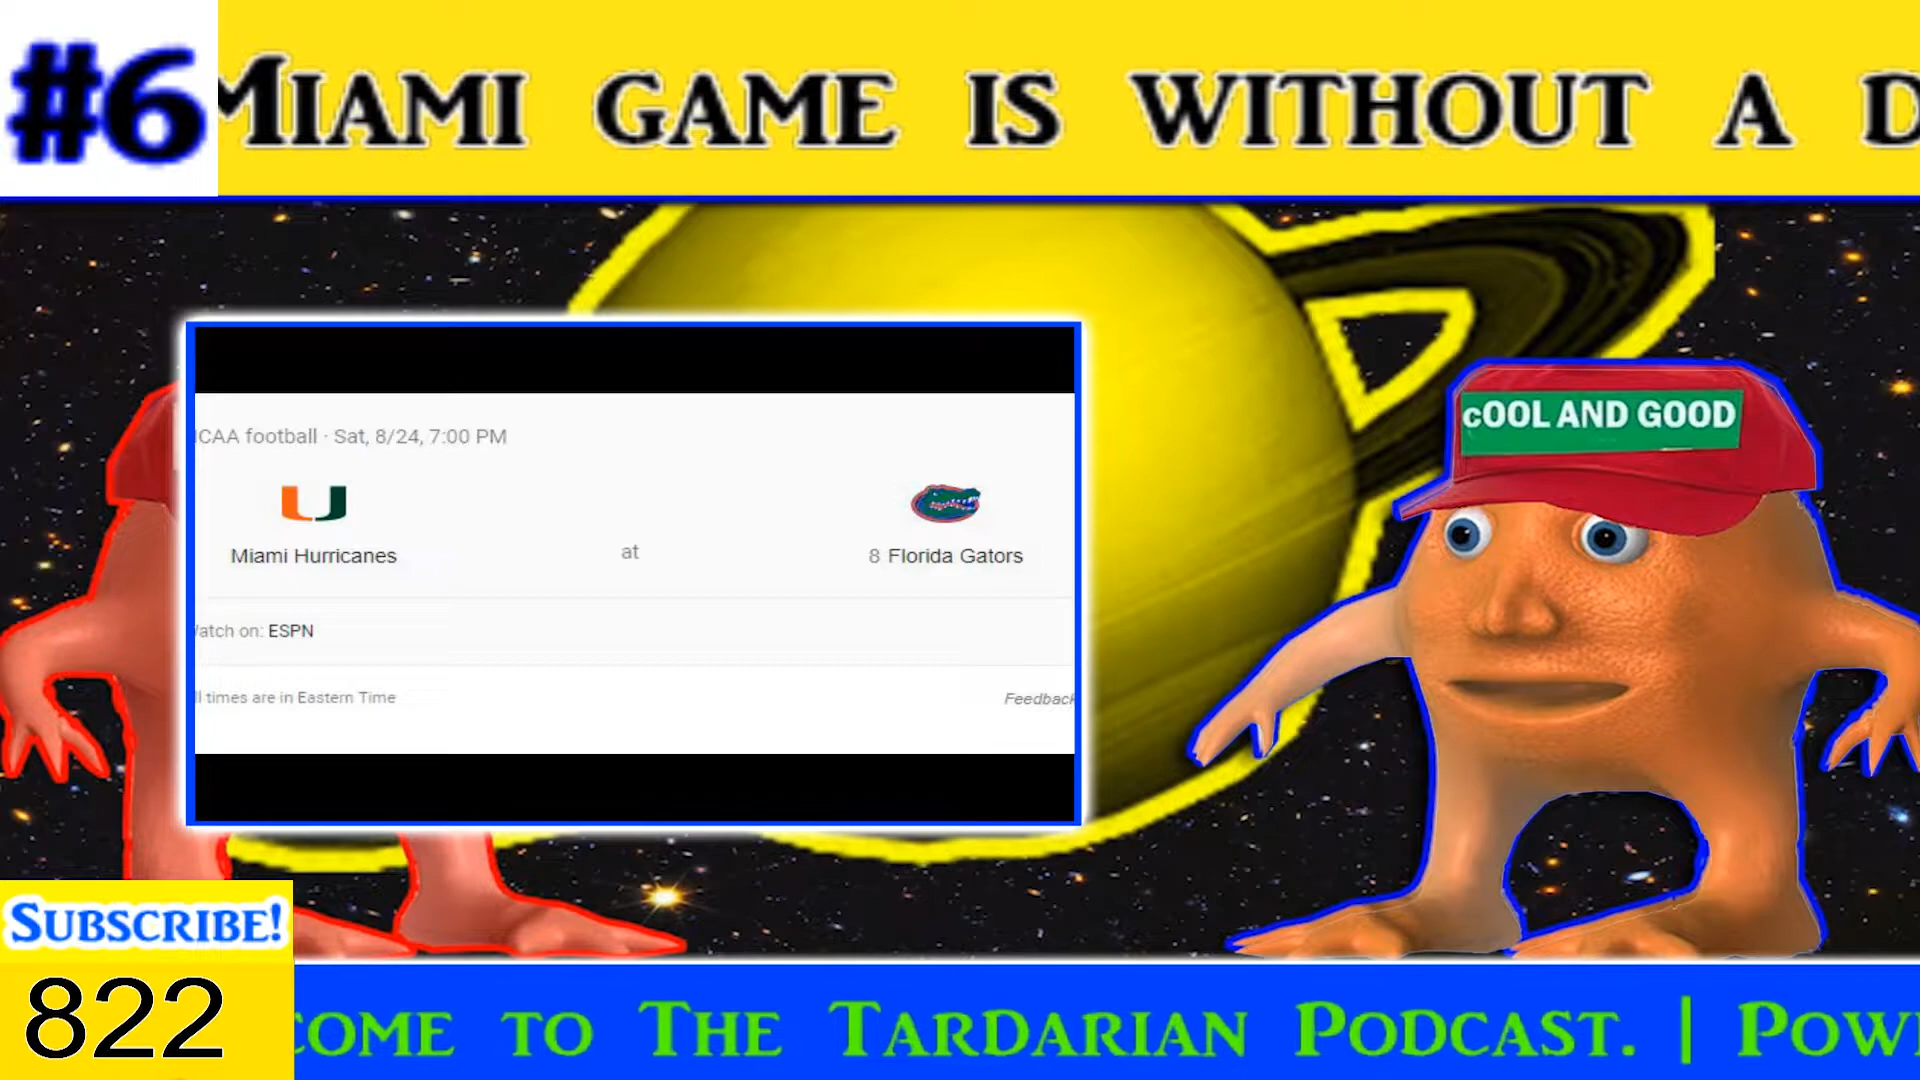 #6
MIAMI GAME IS WITHOUT A D
cOOL AND GOOD
CAA football · Sat, 8/24, 7:00 PM
Miami Hurricanes
at
8 Florida Gators
atch on: ESPN
ll times are in Eastern Time
Feedback
SUBSCRIBE!
822
COME TO THE TARDARIAN PODCAST. | POW